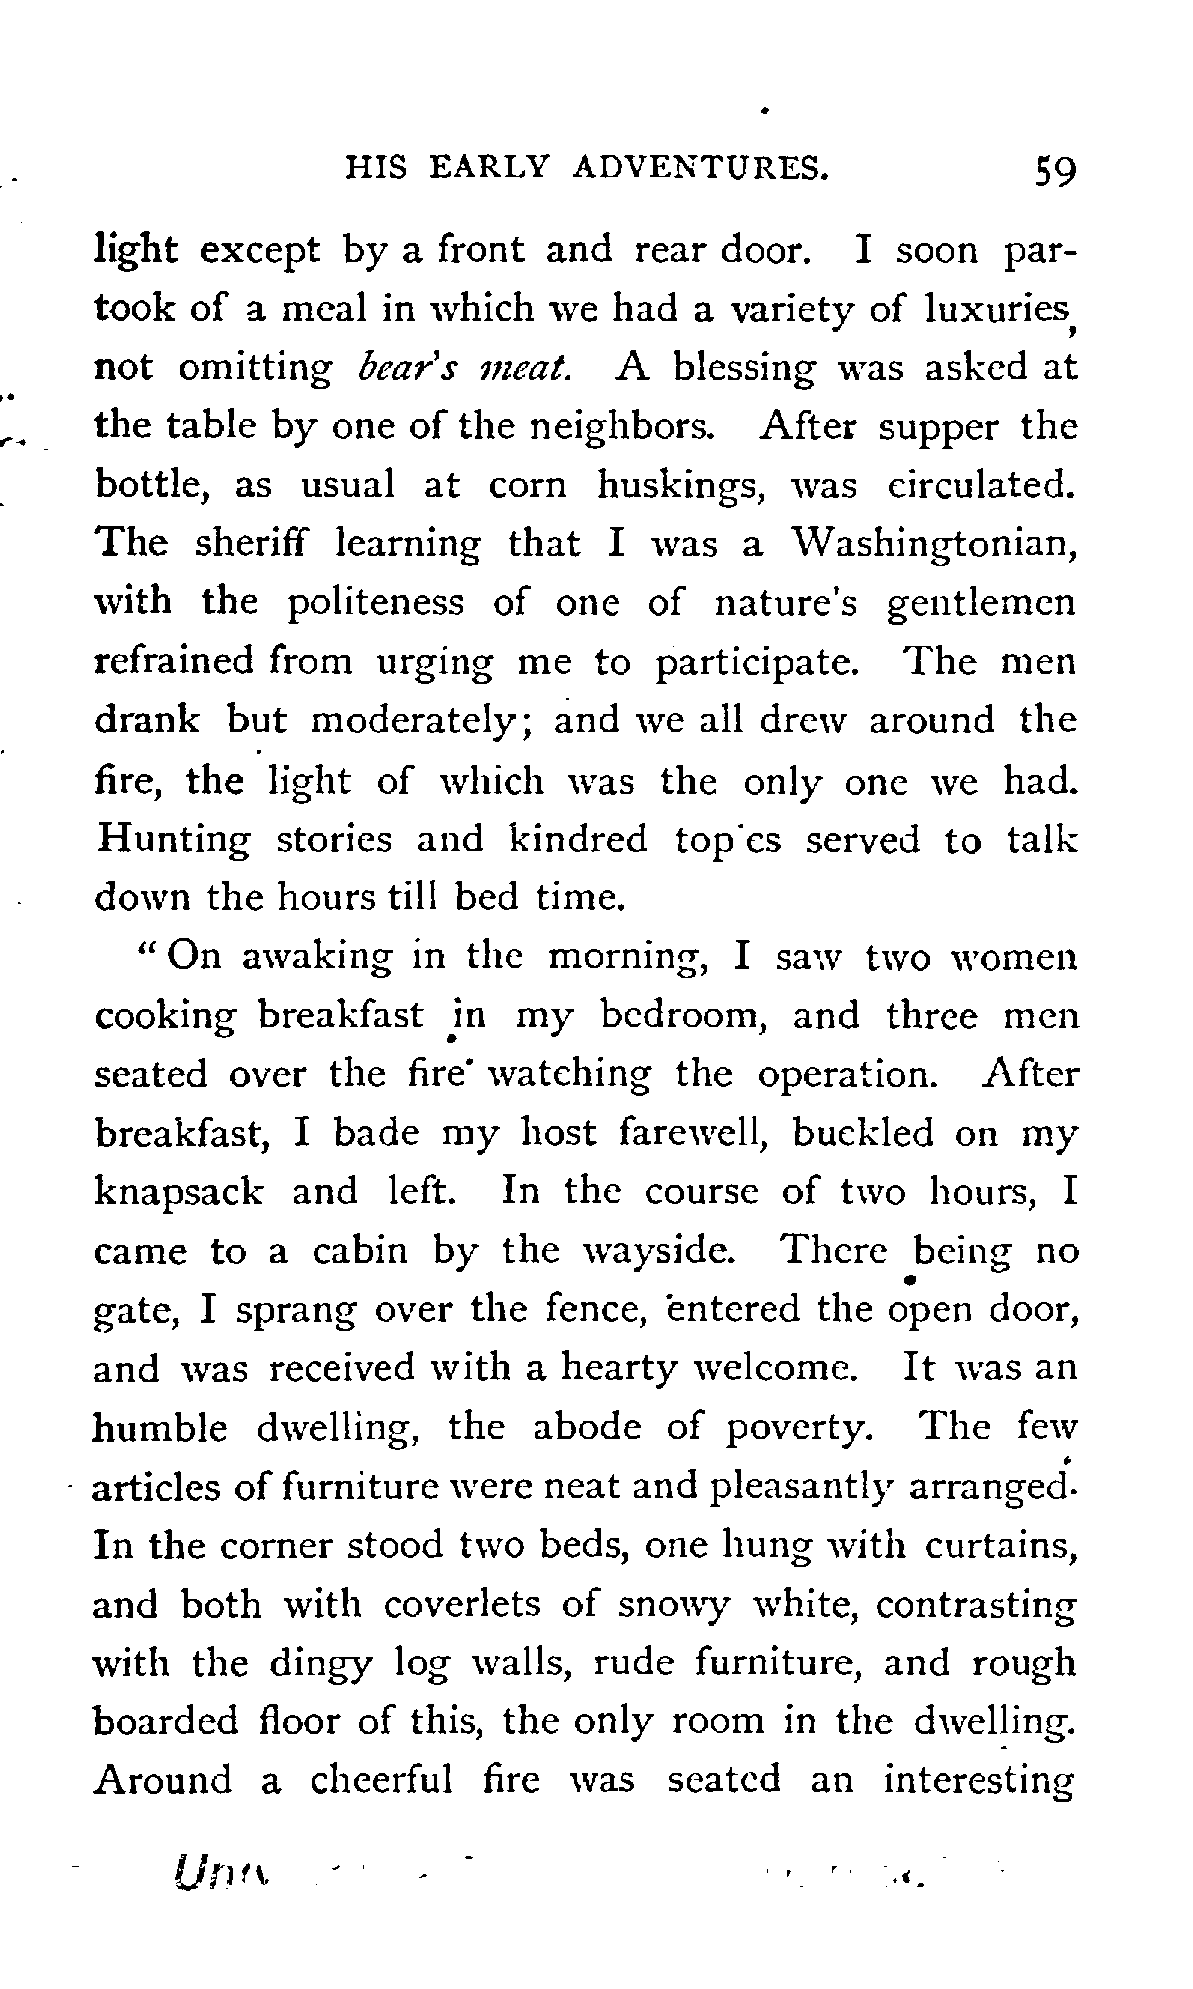 HIS EARLY ADVENTURES. 59
light except by a front and rear door. I soon par-
took of a meal in which we had a variety of luxuries,
not omitting bear's meat. A blessing was asked at
the table by one of the neighbors. After supper the
bottle, as usual at corn huskings, was circulated.
The sheriff learning that I was a Washingtonian,
with the politeness of one of nature's gentlemen
refrained from urging me to participate. The men
drank but moderately; and we all drew around the
fire, the light of which was the only one we had.
Hunting stories and kindred topics served to talk
down the hours till bed time.
"On awaking in the morning, I saw two women
cooking breakfast in my bedroom, and three men
seated over the fire watching the operation. After
breakfast, I bade my host farewell, buckled on my
knapsack and left. In the course of two hours, I
came to a cabin by the wayside. There being no
gate, I sprang over the fence, entered the open door,
and was received with a hearty welcome. It was an
humble dwelling, the abode of poverty. The few
articles of furniture were neat and pleasantly arranged.
In the corner stood two beds, one hung with curtains,
and both with coverlets of snowy white, contrasting
with the dingy log walls, rude furniture, and rough
boarded floor of this, the only room in the dwelling.
Around a cheerful fire was seated an interesting